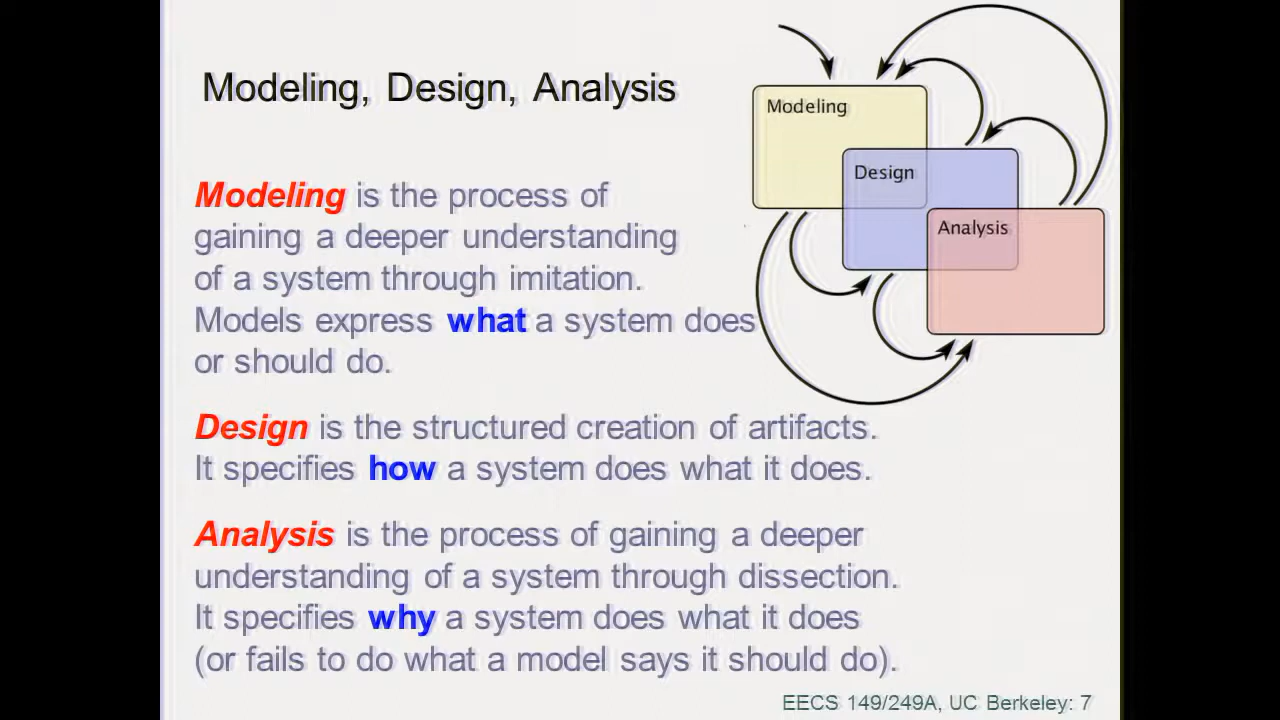 Modeling, Design, Analysis
Modeling
Design
Analysis
Modeling is the process of
gaining a deeper understanding
of a system through imitation.
Models express what a system does
or should do.
Design is the structured creation of artifacts.
It specifies how a system does what it does.
Analysis is the process of gaining a deeper
understanding of a system through dissection.
It specifies why a system does what it does
(or fails to do what a model says it should do).
EECS 149/249A, UC Berkeley: 7